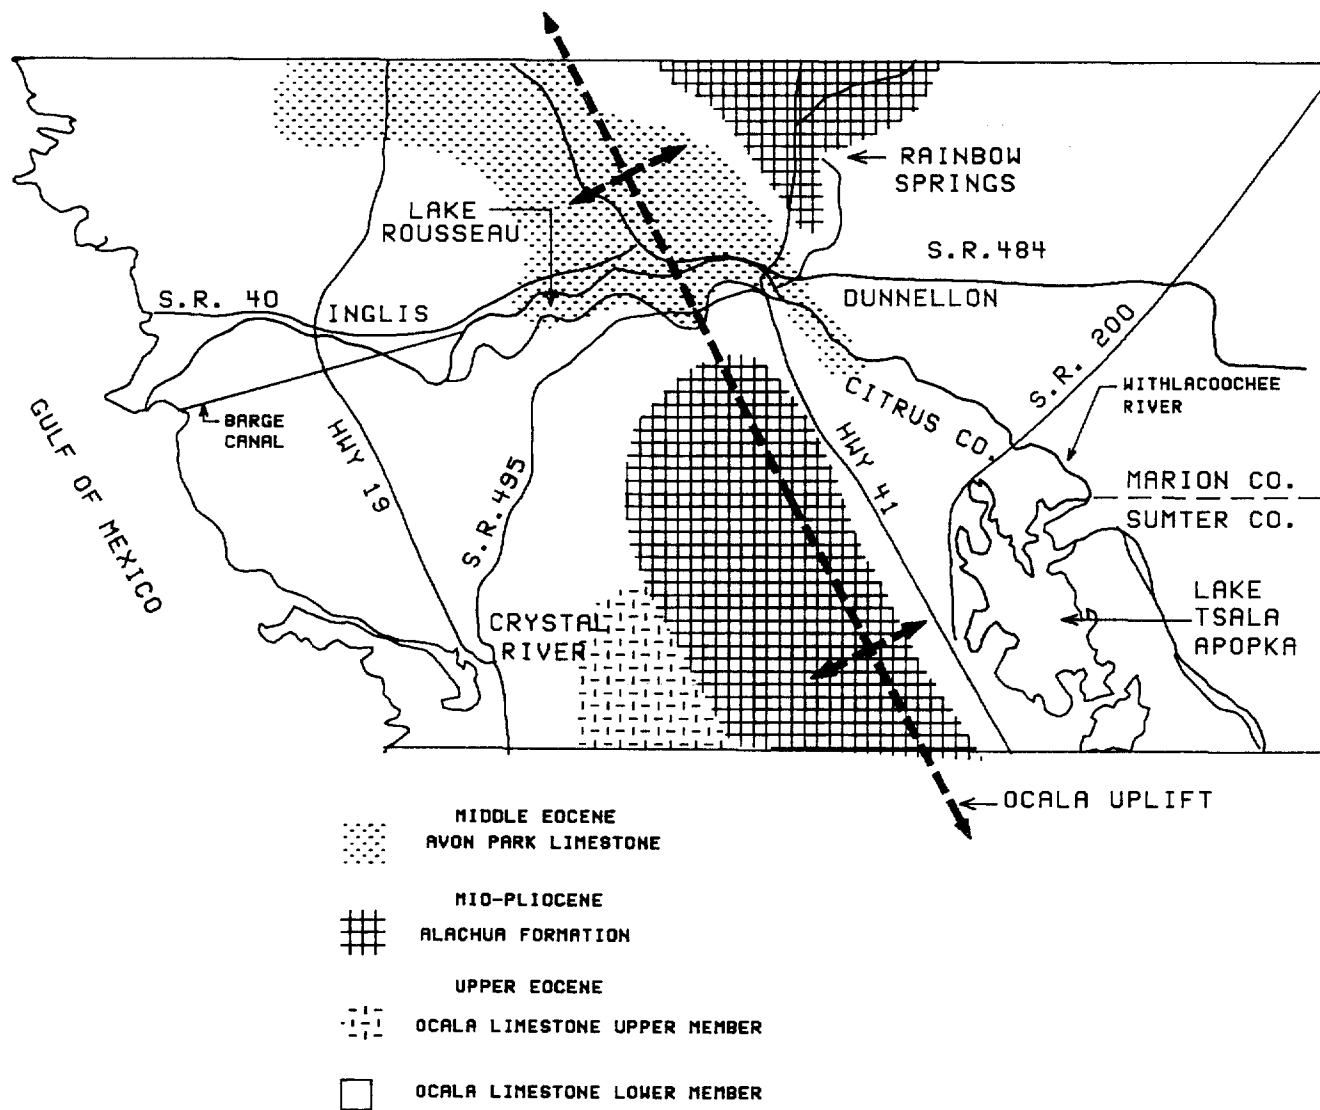 RAINBOW
SPRINGS
LAKE
ROUSSEAU
S.R.484
S.R. 40
INGLIS
DUNNELLON
S.R. 200
WITHLACOOCHEE
RIVER
BARGE
CANAL
CITRUS CO.
GULF OF MEXICO
HWY 19
S.R.495
HWY 41
MARION CO.
SUMTER CO.
LAKE
TSALA
APOPKA
CRYSTAL
RIVER
OCALA UPLIFT
MIDDLE EOCENE
AVON PARK LIMESTONE
MIO-PLIOCENE
ALACHUA FORMATION
UPPER EOCENE
OCALA LIMESTONE UPPER MEMBER
OCALA LIMESTONE LOWER MEMBER